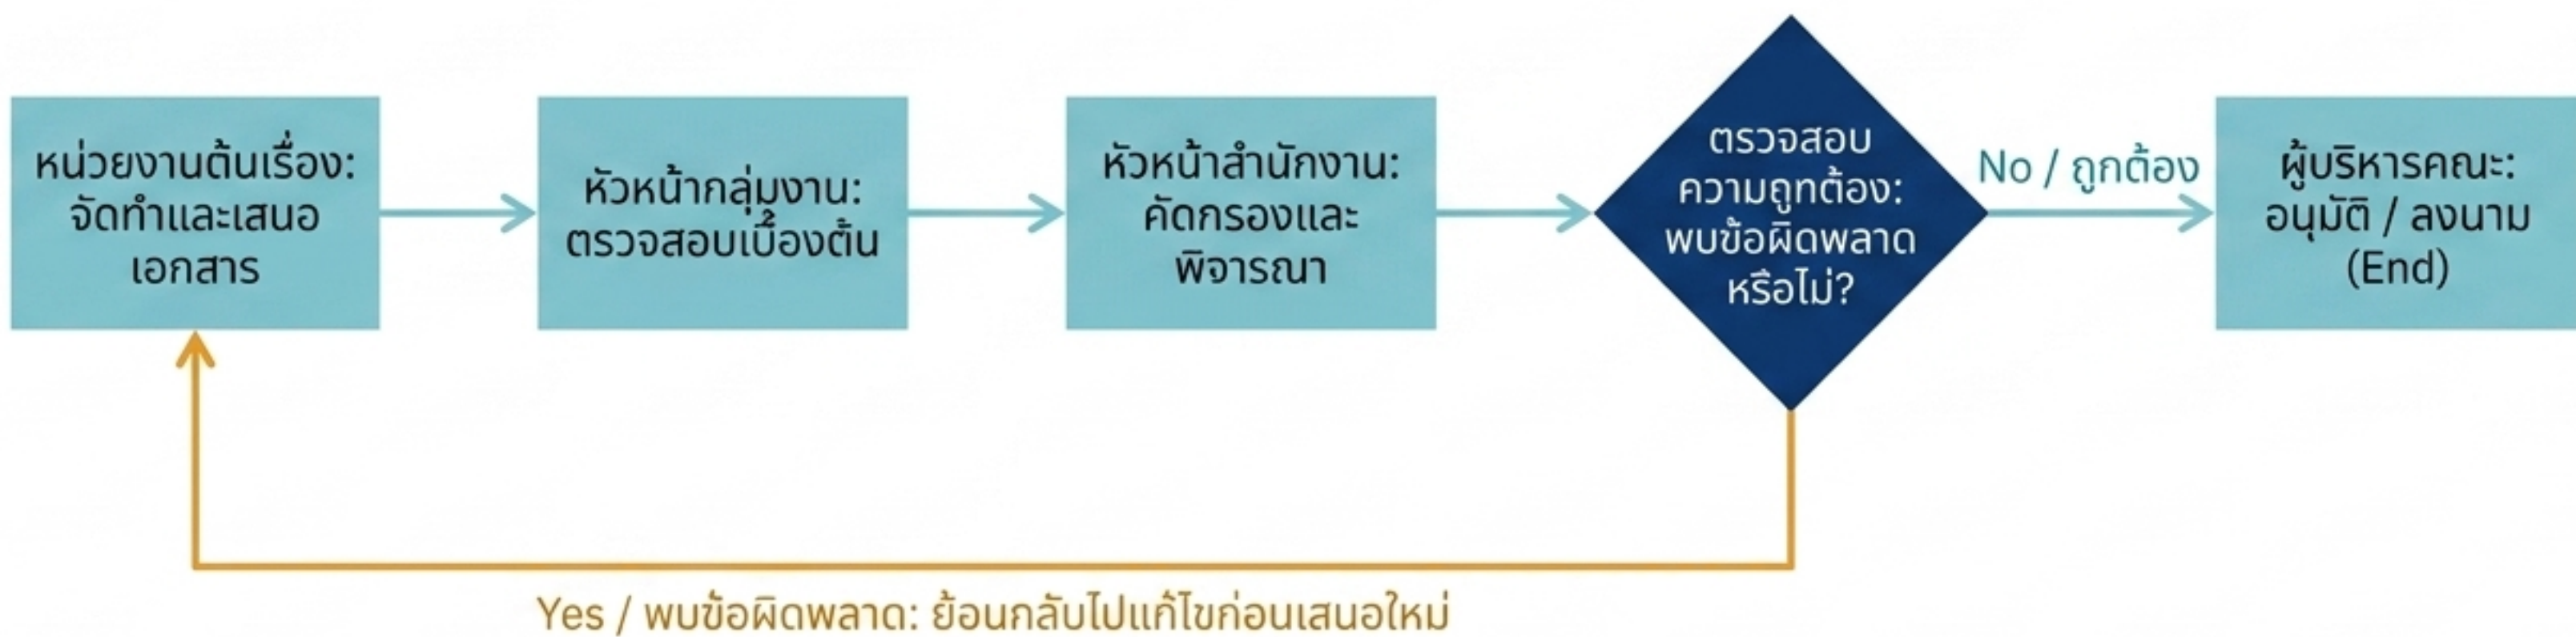 หน่วยงานต้นเรื่อง:
จัดทำและเสนอ
เอกสาร
หัวหน้ากลุ่มงาน:
ตรวจสอบเบื้องต้น
หัวหน้าสำนักงาน:
คัดกรองและ
พิจารณา
ตรวจสอบ
ความถูทต้อง:
พบข้อผิดพลาด
หรือไม่?
No / ถูกต้อง
ผู้บริหารคณะ:
อนุมัติ / ลงนาม
(End)
Yes / พบข้อผิดพลาด: ย้อนกลับไปแก้ไขก่อนเสนอใหม่